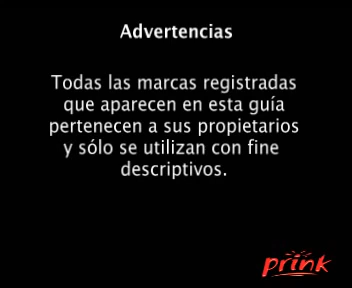 Advertencias
Todas las marcas registradas
que aparecen en esta guía
pertenecen a sus propietarios
y sólo se utilizan con fine
descriptivos.
prink